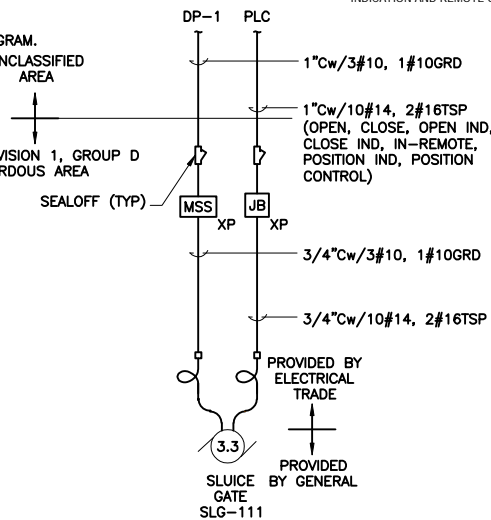 DP-1 PLC
GRAM.
NCLASSIFIED
AREA
1"Cw/3#10, 1#10GRD
1"Cw/10#14, 2#16TSP
(OPEN, CLOSE, OPEN IND,
CLOSE IND, IN-REMOTE,
POSITION IND, POSITION
CONTROL)
VISION 1, GROUP D
RDOUS AREA
SEALOFF (TYP)
MSS
XP
JB
XP
3/4"Cw/3#10, 1#10GRD
3/4"Cw/10#14, 2#16TSP
PROVIDED BY
ELECTRICAL
TRADE
3.3
PROVIDED
BY GENERAL
SLUICE
GATE
SLG-111